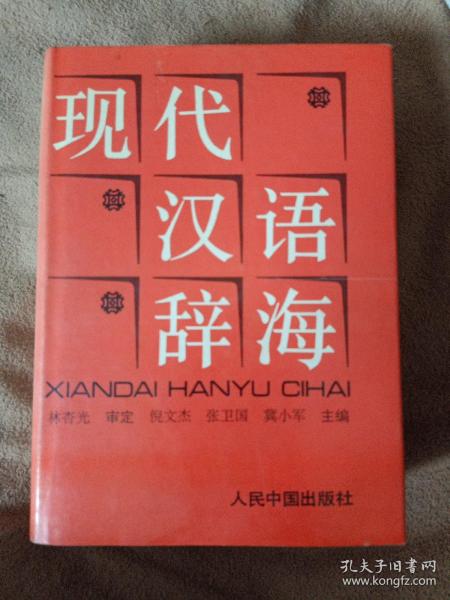 现代
汉语
辞海
XIANDAI HANYU CIHAI
林杏光 审定 倪文杰 张卫国 冀小军 主编
人民中国出版社
孔夫子旧书网
www.kongfz.com